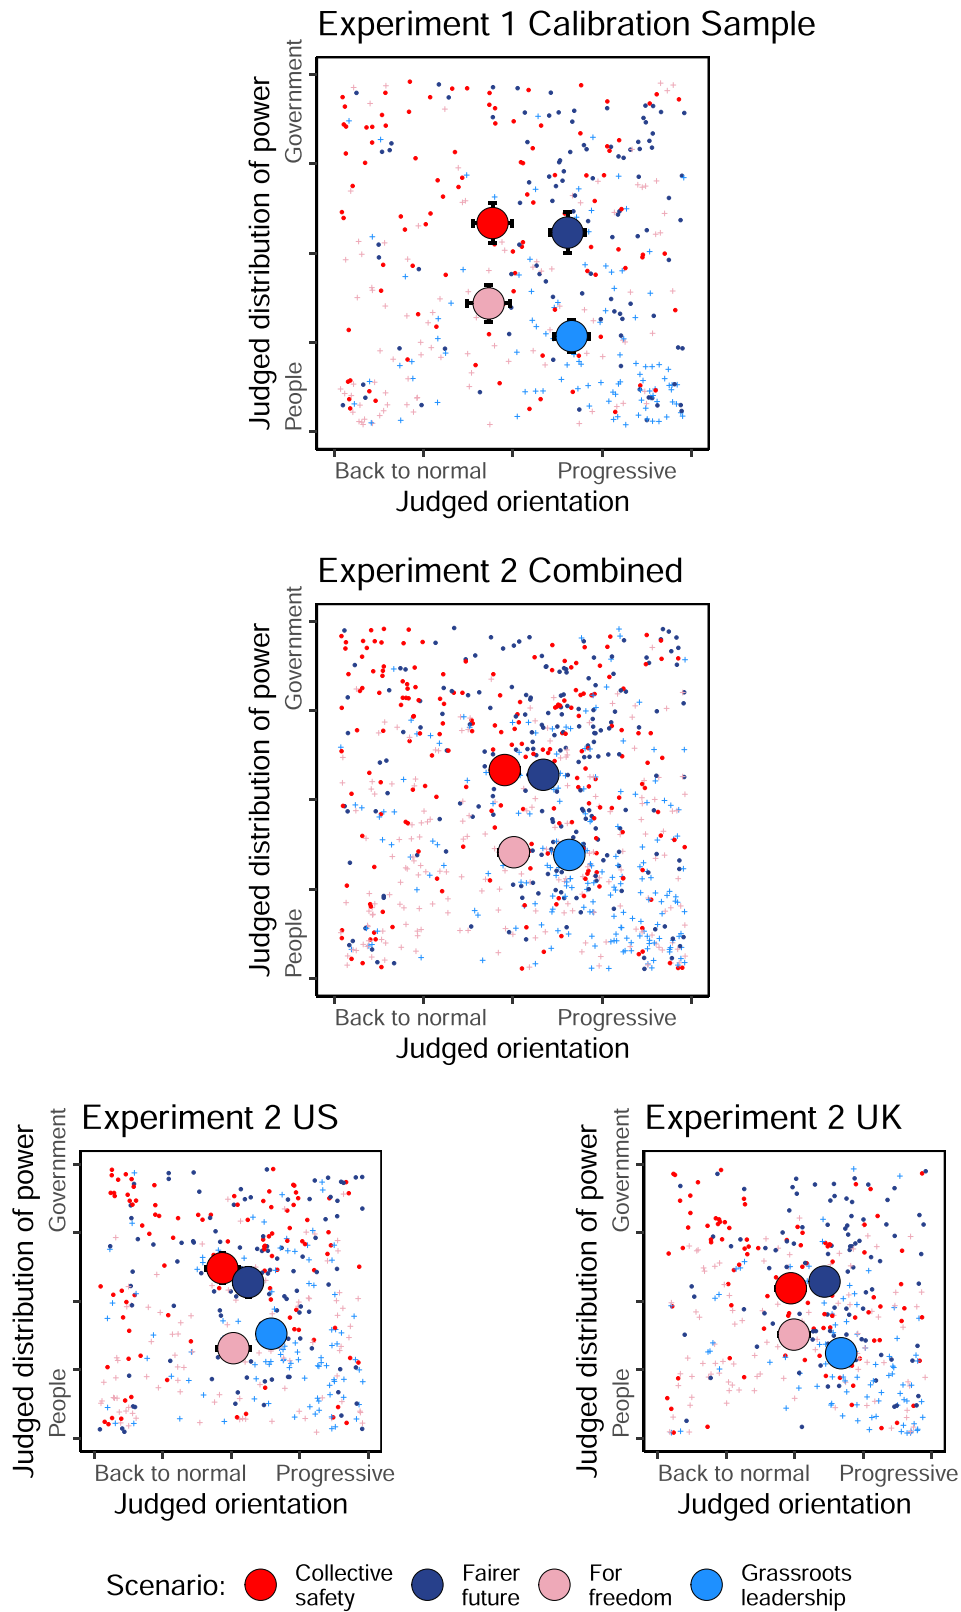 Experiment 1 Calibration Sample
Judged distribution of power
Government
People
Back to normal
Progressive
Judged orientation
Experiment 2 Combined
Judged distribution of power
Government
People
Back to normal
Progressive
Judged orientation
Experiment 2 US
Judged distribution of power
Government
People
Back to normal
Progressive
Judged orientation
Experiment 2 UK
Judged distribution of power
Government
People
Back to normal
Progressive
Judged orientation
Scenario:
Collective
safety
Fairer
future
For
freedom
Grassroots
leadership